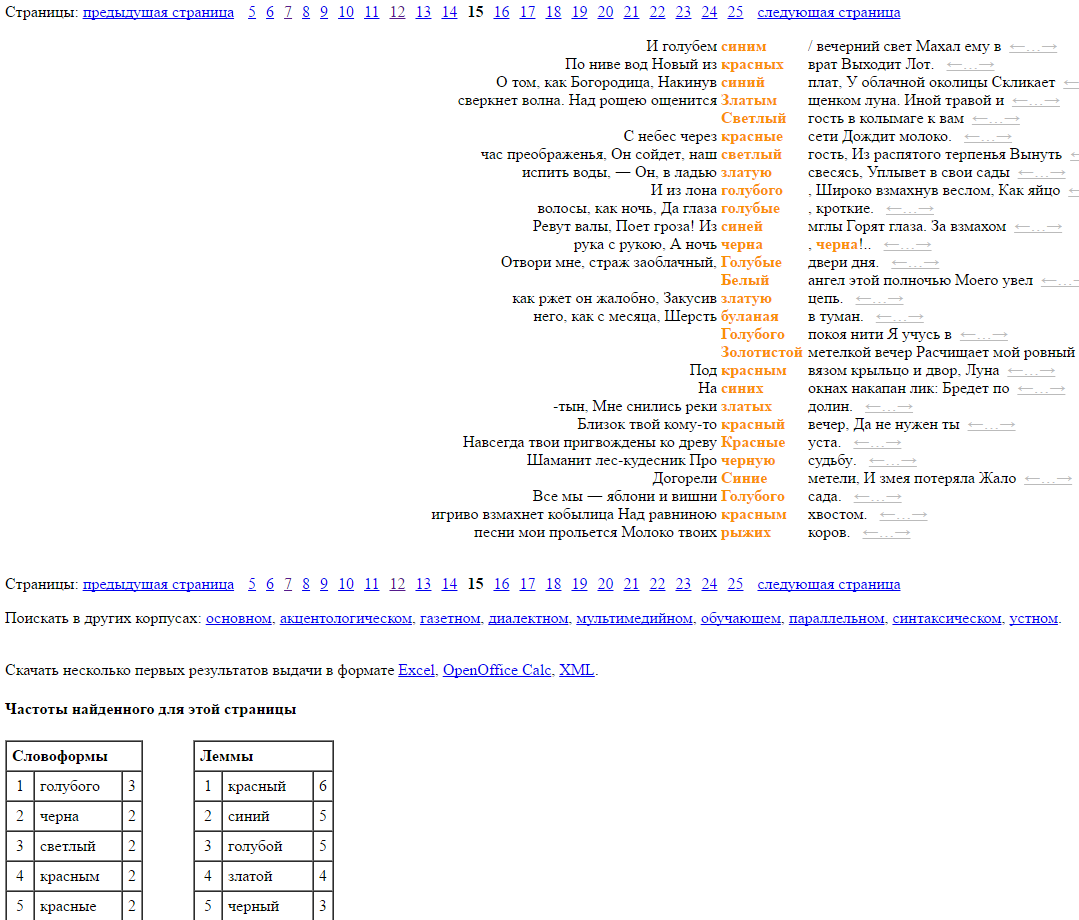 Страницы: предыдущая страница 5 6 7 8 9 10 11 12 13 14 15 16 17 18 19 20 21 22 23 24 25 следующая страница
И голубем синим / вечерний свет Махал ему в ←…→
По ниве вод Новый из красных врат Выходит Лот. ←…→
О том, как Богородица, Накинув синий плат, У облачной околицы Скликает ←
сверкнет волна. Над рощею ощенится Златым щенком луна. Иной травой и ←…→
Светлый гость в колымаге к вам ←…→
С небес через красные сети Дождит молоко. ←…→
час преображенья, Он сойдет, наш светлый гость, Из распятого терпенья Вынуть ←
испить воды, — Он, в ладью златую свесясь, Уплывет в свои сады ←…→
И из лона голубого , Широко взмахнув веслом, Как яйцо ←
волосы, как ночь, Да глаза голубые , кроткие. ←…→
Ревут валы, Поет гроза! Из синей мглы Горят глаза. За взмахом ←…→
рука с рукою, А ночь черна , черна!.. ←…→
Отвори мне, страж заоблачный, Голубые двери дня. ←…→
Белый ангел этой полночью Моего увел ←…
как ржет он жалобно, Закусив златую цепь. ←…→
него, как с месяца, Шерсть буланая в туман. ←…→
Голубого покоя нити Я учусь в ←…→
Золотистой метелкой вечер Расчищает мой ровный
Под красным вязом крыльцо и двор, Луна ←…→
На синих окнах накапан лик: Бредет по ←…→
-тын, Мне снились реки златых долин. ←…→
Близок твой кому-то красный вечер, Да не нужен ты ←…→
Навсегда твои пригвождены ко древу Красные уста. ←…→
Шаманит лес-кудесник Про черную судьбу. ←…→
Догорели Синие метели, И змея потеряла Жало ←…→
Все мы — яблони и вишни Голубого сада. ←…→
игриво взмахнет кобылица Над равниною красным хвостом. ←…→
песни мои прольется Молоко твоих рыжих коров. ←…→
Страницы: предыдущая страница 5 6 7 8 9 10 11 12 13 14 15 16 17 18 19 20 21 22 23 24 25 следующая страница
Поискать в других корпусах: основном, акцентологическом, газетном, диалектном, мультимедийном, обучающем, параллельном, синтаксическом, устном.
Скачать несколько первых результатов выдачи в формате Excel, OpenOffice Calc, XML.
Частоты найденного для этой страницы
Словоформы Леммы
1 голубого 3 1 красный 6
2 черна 2 2 синий 5
3 светлый 2 3 голубой 5
4 красным 2 4 златой 4
5 красные 2 5 черный 3